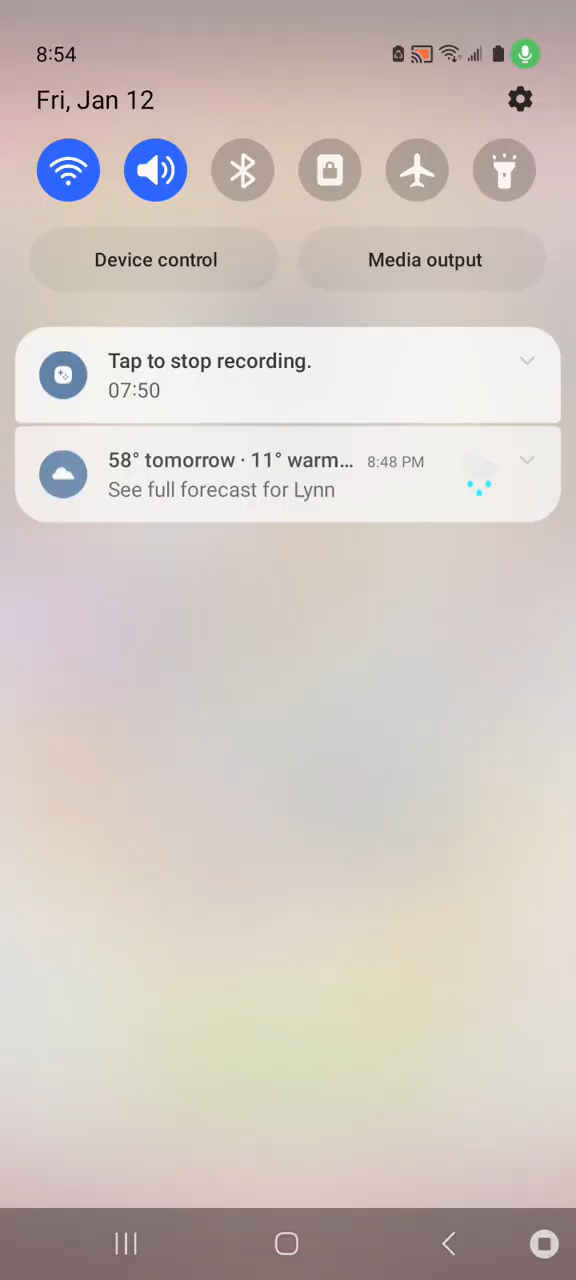 8:54
Fri, Jan 12
Device control
Media output
Tap to stop recording.
07:50
58° tomorrow · 11° warm... 8:48 PM
See full forecast for Lynn